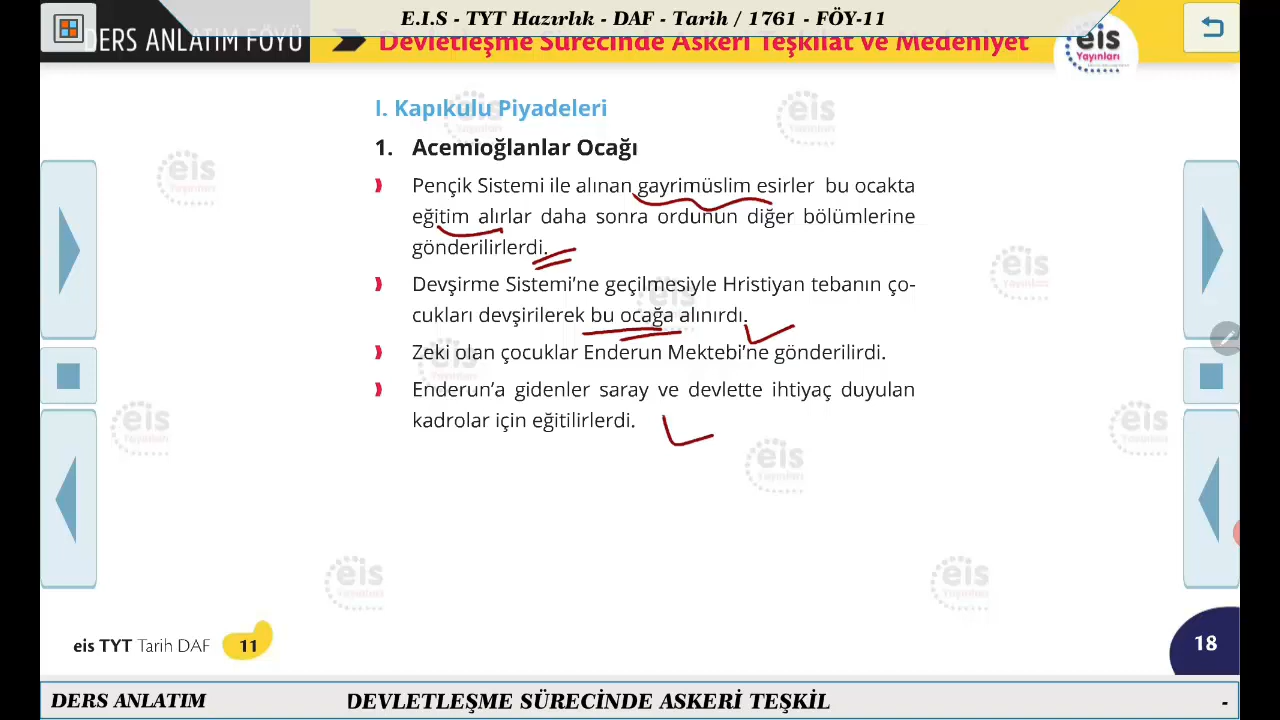 E.I.S - TYT Hazırlık - DAF - Tarih / 1761 - FÖY-11
DERS ANLATIM FÖYÜ
Devletleşme Sürecinde Askeri Teşkilat ve Medeniyet
eis
Yayınları
I. Kapıkulu Piyadeleri
1. Acemioğlanlar Ocağı
Pençik Sistemi ile alınan gayrimüslim esirler bu ocakta
eğitim alırlar daha sonra ordunun diğer bölümlerine
gönderilirlerdi.
Devşirme Sistemi'ne geçilmesiyle Hristiyan tebanın ço-
cukları devşirilerek bu ocağa alınırdı.
Zeki olan çocuklar Enderun Mektebi'ne gönderilirdi.
Enderun'a gidenler saray ve devlette ihtiyaç duyulan
kadrolar için eğitilirlerdi.
eis TYT Tarih DAF 11
18
DERS ANLATIM DEVLETLEŞME SÜRECİNDE ASKERİ TEŞKİL -